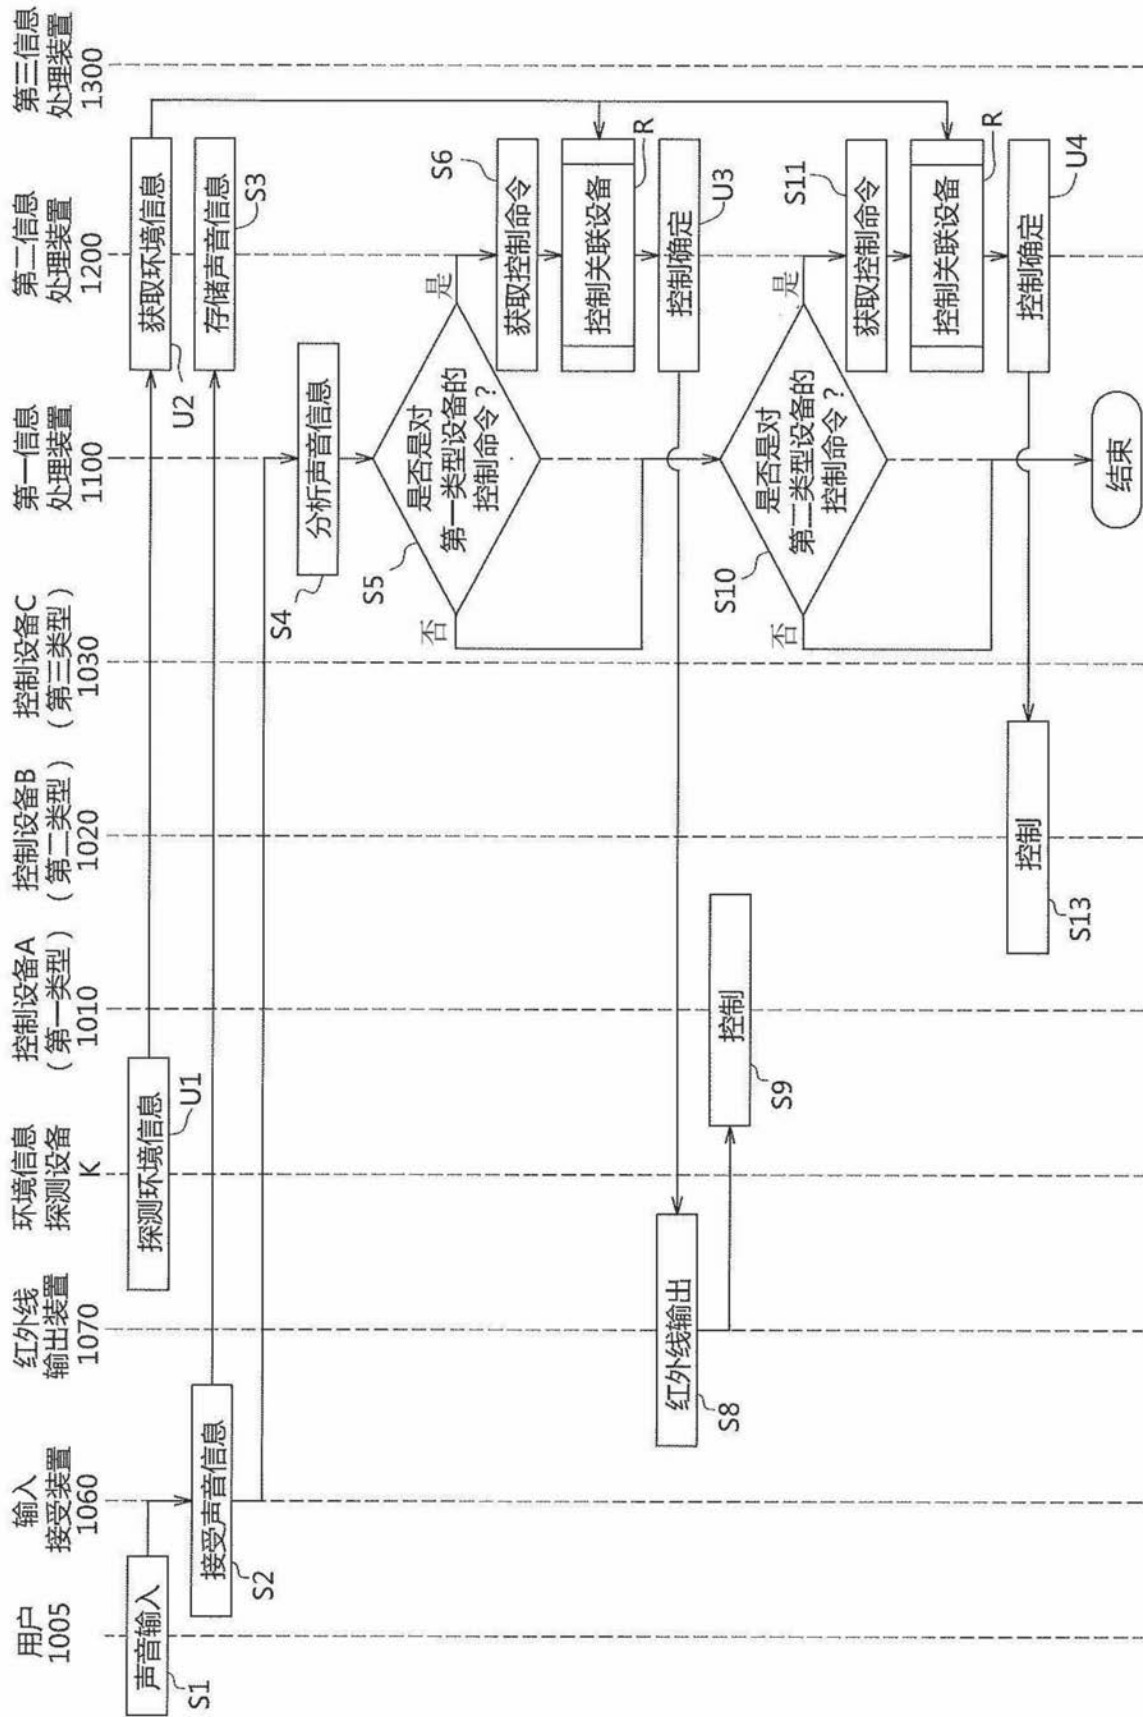 用户
1005
输入
接受装置
1060
红外线
输出装置
1070
环境信息
探测设备
K
控制设备A
(第一类型)
1010
控制设备B
(第二类型)
1020
控制设备C
(第三类型)
1030
第一信息
处理装置
1100
第二信息
处理装置
1200
第三信息
处理装置
1300
声音输入
S1
探测环境信息
U1
获取环境信息
U2
接受声音信息
S2
存储声音信息
S3
分析声音信息
S4
是否是对
第一类型设备的
控制命令?
S5
否
是
获取控制命令
S6
控制关联设备
R
控制确定
U3
红外线输出
S8
控制
S9
是否是对
第二类型设备的
控制命令?
S10
否
是
获取控制命令
S11
控制关联设备
R
控制确定
U4
控制
S13
结束